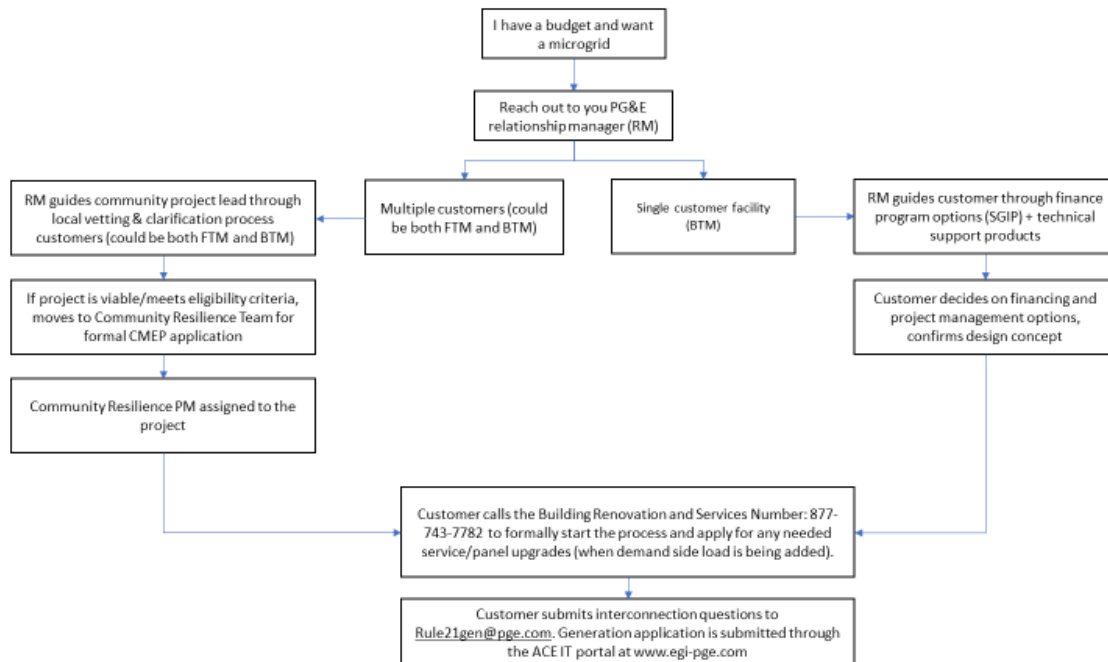 I have a budget and want
a microgrid
Reach out to you PG&E
relationship manager (RM)
RM guides community project lead through
local vetting & clarification process
customers (could be both FTM and BTM)
Multiple customers (could
be both FTM and BTM)
Single customer facility
(BTM)
RM guides customer through finance
program options (SGIP) + technical
support products
If project is viable/meets eligibility criteria,
moves to Community Resilience Team for
formal CMEP application
Customer decides on financing and
project management options,
confirms design concept
Community Resilience PM assigned to the
project
Customer calls the Building Renovation and Services Number: 877-
743-7782 to formally start the process and apply for any needed
service/panel upgrades (when demand side load is being added).
Customer submits interconnection questions to
Rule21gen@pge.com. Generation application is submitted through
the ACE IT portal at www.egi-pge.com